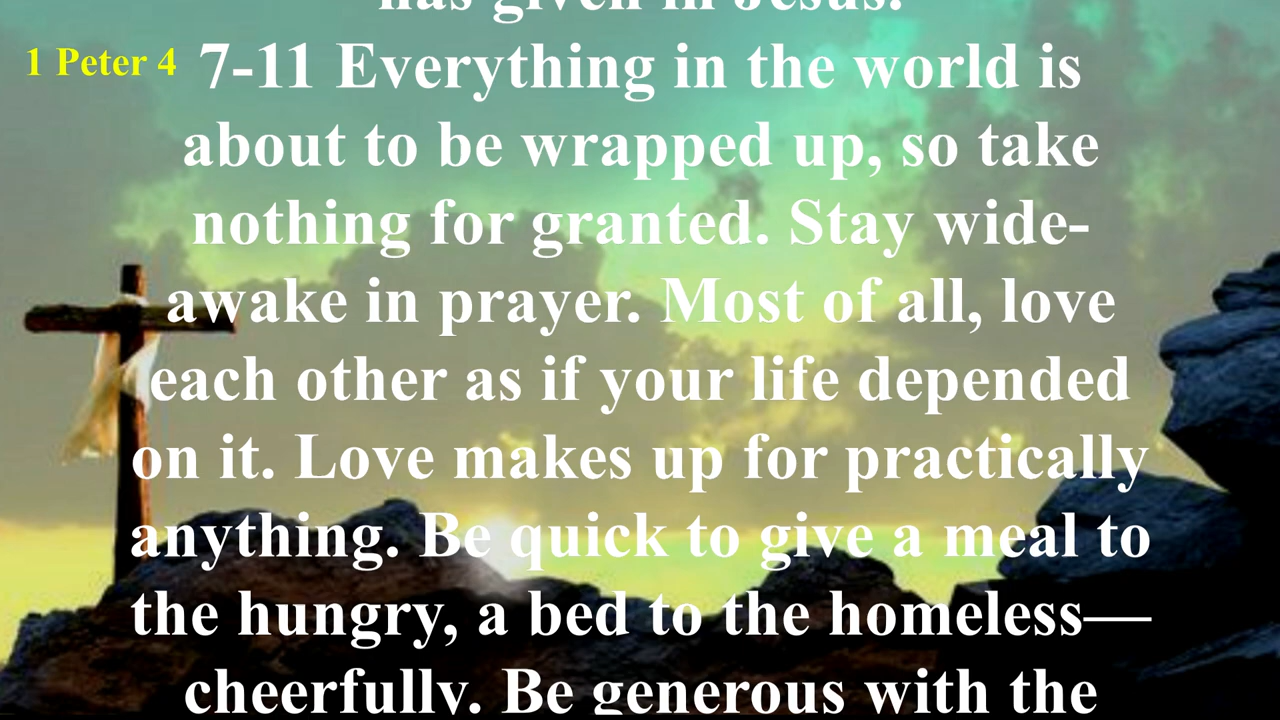 has given in Jesus.
1 Peter 4
7-11 Everything in the world is
about to be wrapped up, so take
nothing for granted. Stay wide-
awake in prayer. Most of all, love
each other as if your life depended
on it. Love makes up for practically
anything. Be quick to give a meal to
the hungry, a bed to the homeless—
cheerfully. Be generous with the